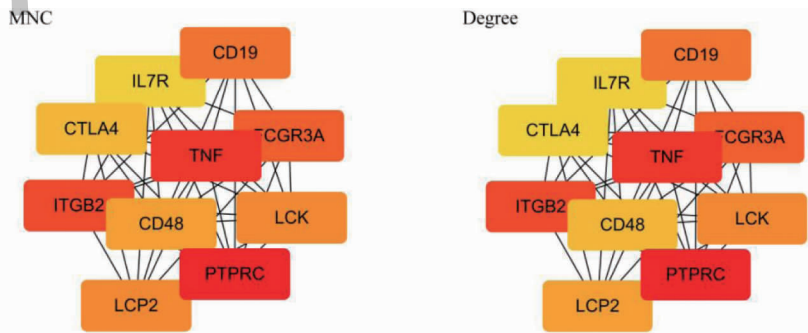 MNC
CD19
IL7R
CTLA4
FCGR3A
TNF
ITGB2
CD48
LCK
PTPRC
LCP2
Degree
CD19
IL7R
CTLA4
FCGR3A
TNF
ITGB2
CD48
LCK
PTPRC
LCP2